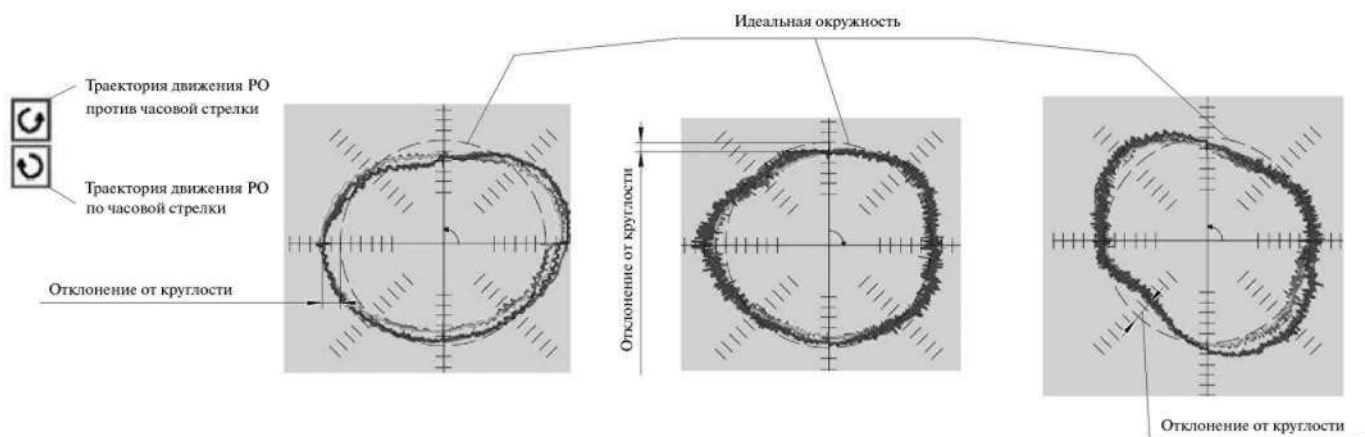 Идеальная окружность
Траектория движения РО
против часовой стрелки
Траектория движения РО
по часовой стрелки
Отклонение от круглости
Отклонение от круглости
Отклонение от круглости